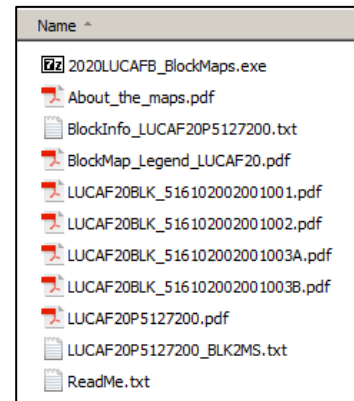 Name
7z 2020LUCAFB_BlockMaps.exe
About_the_maps.pdf
BlockInfo_LUCAF20P5127200.txt
BlockMap_Legend_LUCAF20.pdf
LUCAF20BLK_516102002001001.pdf
LUCAF20BLK_516102002001002.pdf
LUCAF20BLK_516102002001003A.pdf
LUCAF20BLK_516102002001003B.pdf
LUCAF20P5127200.pdf
LUCAF20P5127200_BLK2MS.txt
ReadMe.txt